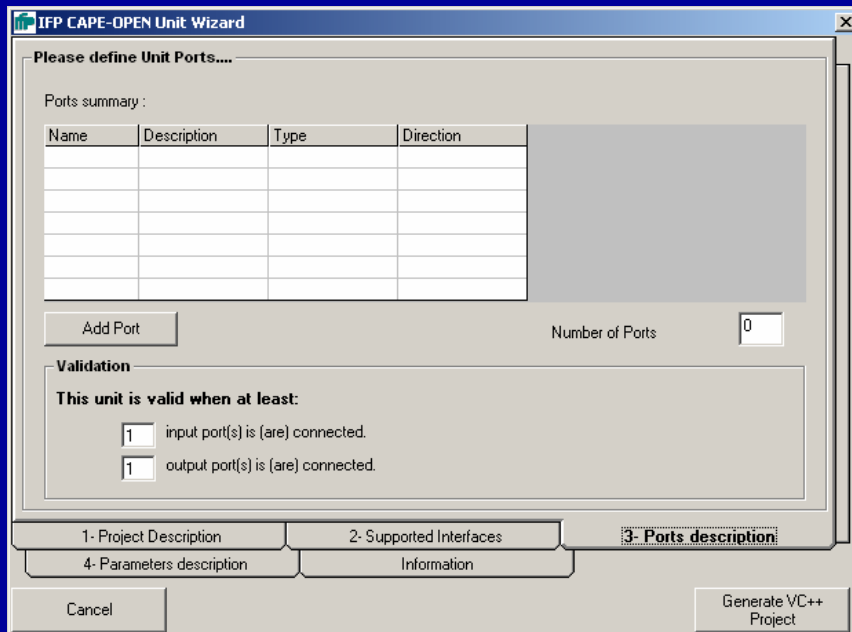 IFP CAPE-OPEN Unit Wizard
Please define Unit Ports....
Ports summary :
Name Description Type Direction
Add Port
Number of Ports 0
Validation
This unit is valid when at least:
1 input port(s) is (are) connected.
1 output port(s) is (are) connected.
1- Project Description 2- Supported Interfaces 3- Ports description
4- Parameters description Information
Cancel
Generate VC++
Project